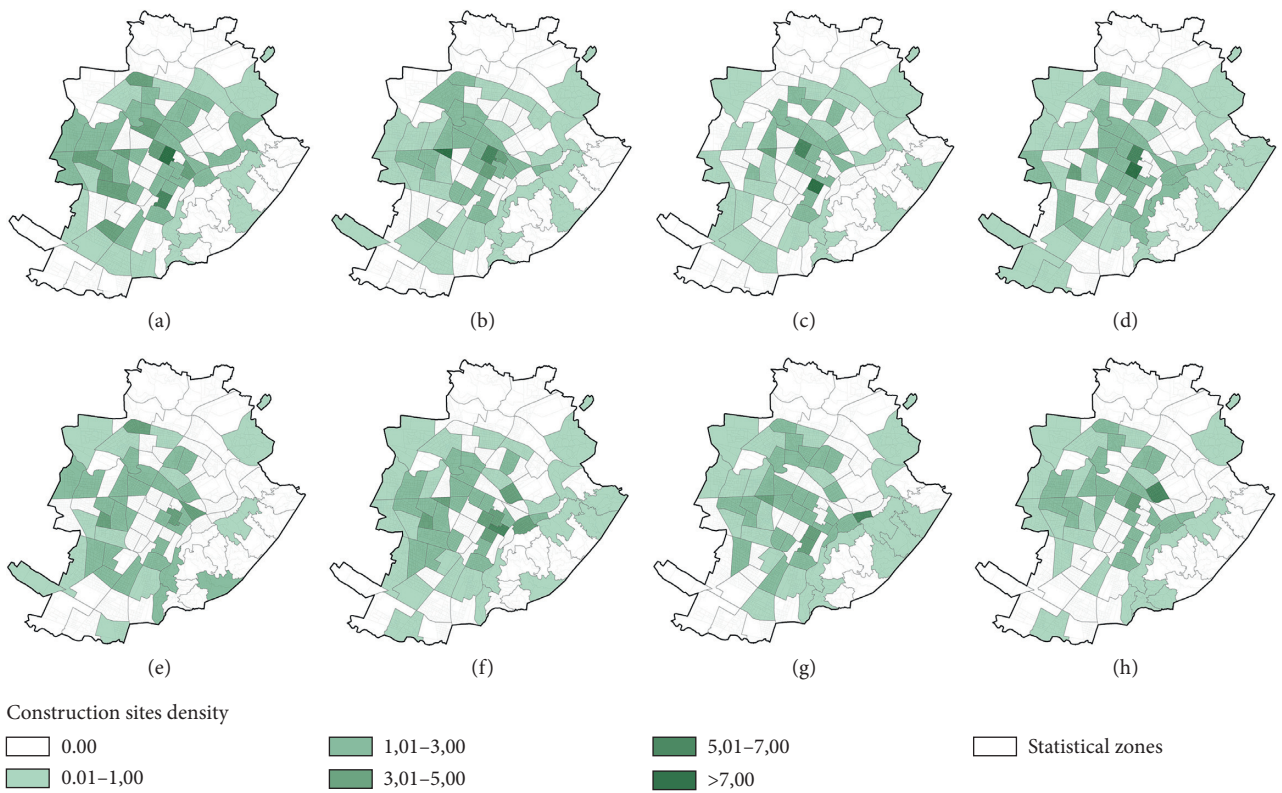 (a) (b) (c) (d)
(e) (f) (g) (h)
Construction sites density
0.00 1,01–3,00 5,01–7,00 Statistical zones
0.01–1,00 3,01–5,00 >7,00